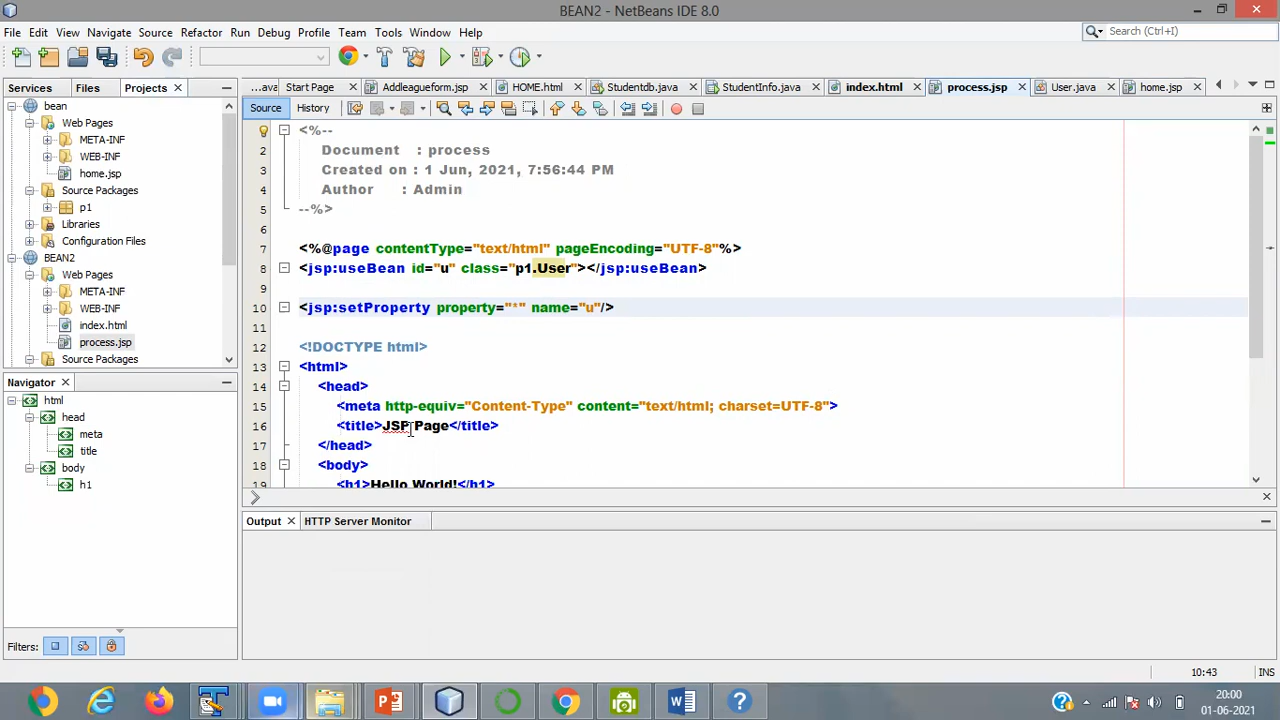 BEAN2 - NetBeans IDE 8.0
File Edit View Navigate Source Refactor Run Debug Profile Team Tools Window Help
Search (Ctrl+I)
Services Files Projects
...ava Start Page Addleagueform.jsp HOME.html Studentdb.java StudentInfo.java index.html process.jsp User.java home.jsp
Source History
bean
Web Pages
META-INF
WEB-INF
home.jsp
Source Packages
p1
Libraries
Configuration Files
BEAN2
Web Pages
META-INF
WEB-INF
index.html
process.jsp
Source Packages
<%--
2 Document : process
3 Created on : 1 Jun, 2021, 7:56:44 PM
4 Author : Admin
5 --%>
6
7 <%@page contentType="text/html" pageEncoding="UTF-8"%>
8 <jsp:useBean id="u" class="p1.User"></jsp:useBean>
9
10 <jsp:setProperty property="*" name="u"/>
11
12 <!DOCTYPE html>
13 <html>
14 <head>
15 <meta http-equiv="Content-Type" content="text/html; charset=UTF-8">
16 <title>JSP Page</title>
17 </head>
18 <body>
19 <h1>Hello World!</h1>
Navigator
html
head
meta
title
body
h1
Filters:
Output HTTP Server Monitor
10:43 INS
20:00
01-06-2021